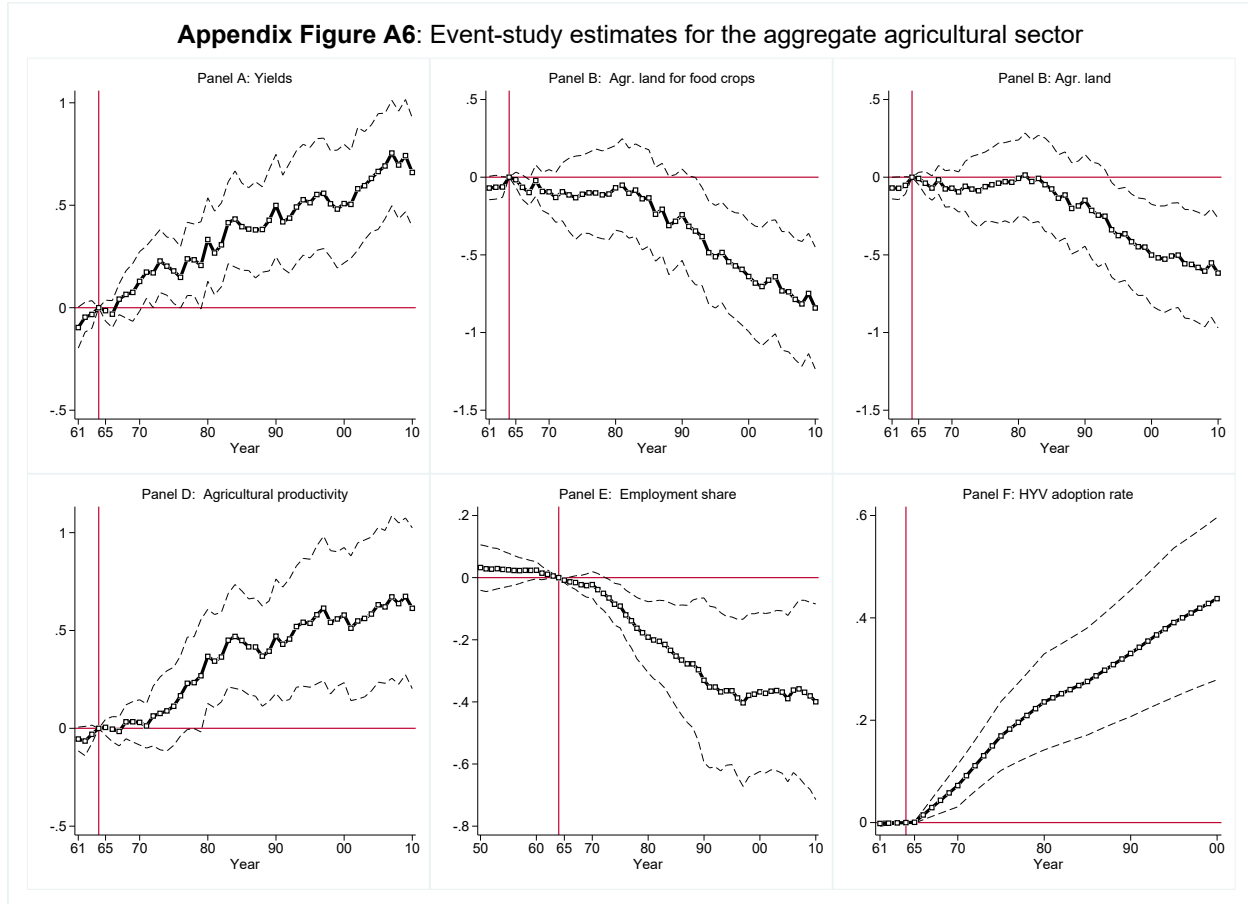 Appendix Figure A6: Event-study estimates for the aggregate agricultural sector
Panel A: Yields
1
.5
0
-.5
61 65 70 80 90 00 10
Year
Panel B: Agr. land for food crops
.5
0
-.5
-1
-1.5
61 65 70 80 90 00 10
Year
Panel B: Agr. land
.5
0
-.5
-1
-1.5
61 65 70 80 90 00 10
Year
Panel D: Agricultural productivity
1
.5
0
-.5
61 65 70 80 90 00 10
Year
Panel E: Employment share
.2
0
-.2
-.4
-.6
-.8
50 60 65 70 80 90 00 10
Year
Panel F: HYV adoption rate
.6
.4
.2
0
61 65 70 80 90 00
Year